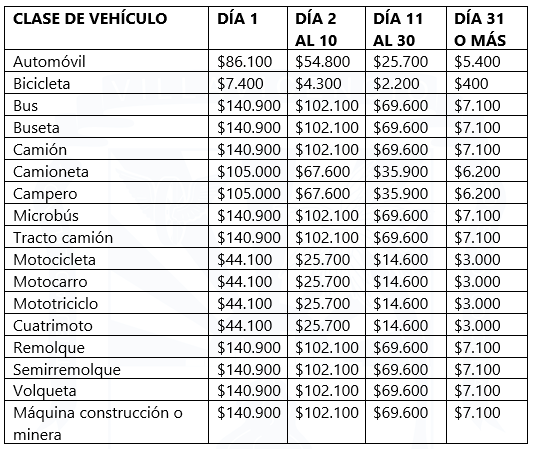 CLASE DE VEHÍCULO DÍA 1 DÍA 2 AL 10 DÍA 11 AL 30 DÍA 31 O MÁS
Automóvil $86.100 $54.800 $25.700 $5.400
Bicicleta $7.400 $4.300 $2.200 $400
Bus $140.900 $102.100 $69.600 $7.100
Buseta $140.900 $102.100 $69.600 $7.100
Camión $140.900 $102.100 $69.600 $7.100
Camioneta $105.000 $67.600 $35.900 $6.200
Campero $105.000 $67.600 $35.900 $6.200
Microbús $140.900 $102.100 $69.600 $7.100
Tracto camión $140.900 $102.100 $69.600 $7.100
Motocicleta $44.100 $25.700 $14.600 $3.000
Motocarro $44.100 $25.700 $14.600 $3.000
Mototriciclo $44.100 $25.700 $14.600 $3.000
Cuatrimoto $44.100 $25.700 $14.600 $3.000
Remolque $140.900 $102.100 $69.600 $7.100
Semirremolque $140.900 $102.100 $69.600 $7.100
Volqueta $140.900 $102.100 $69.600 $7.100
Máquina construcción o $140.900 $102.100 $69.600 $7.100
minera